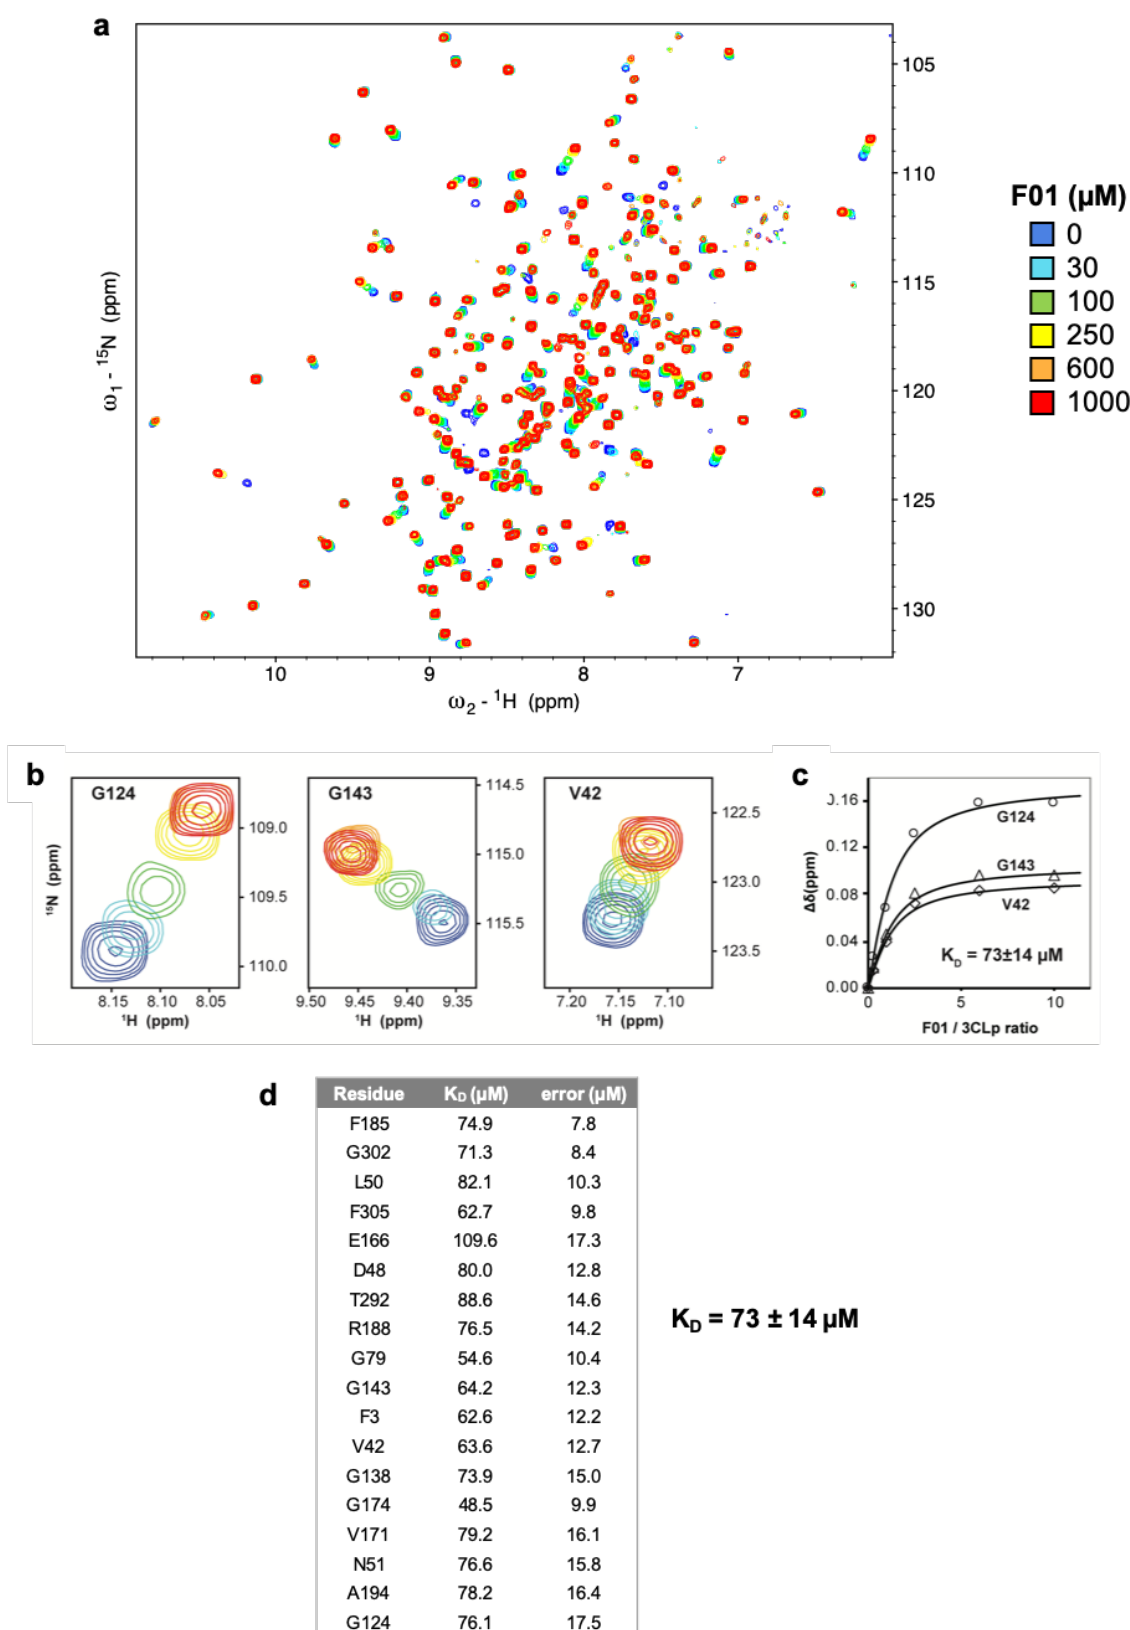 a
105
110
115
120
125
130
ω1 - 15N (ppm)
10 9 8 7
ω2 - 1H (ppm)
F01 (µM)
0
30
100
250
600
1000
b
G124
109.0
109.5
110.0
15N (ppm)
8.15 8.10 8.05
1H (ppm)
G143
114.5
115.0
115.5
9.50 9.45 9.40 9.35
1H (ppm)
V42
122.5
123.0
123.5
7.20 7.15 7.10
1H (ppm)
c
0.16
0.12
0.08
0.04
0.00
Δδ(ppm)
G124
G143
V42
KD = 73±14 µM
0 5 10
F01 / 3CLp ratio
d
Residue KD (µM) error (µM)
F185 74.9 7.8
G302 71.3 8.4
L50 82.1 10.3
F305 62.7 9.8
E166 109.6 17.3
D48 80.0 12.8
T292 88.6 14.6
R188 76.5 14.2
G79 54.6 10.4
G143 64.2 12.3
F3 62.6 12.2
V42 63.6 12.7
G138 73.9 15.0
G174 48.5 9.9
V171 79.2 16.1
N51 76.6 15.8
A194 78.2 16.4
G124 76.1 17.5
KD = 73 ± 14 µM